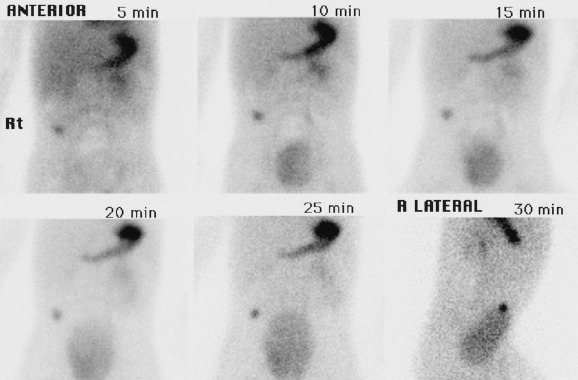 ANTERIOR 5 min
10 min
15 min
Rt
20 min
25 min
R LATERAL 30 min